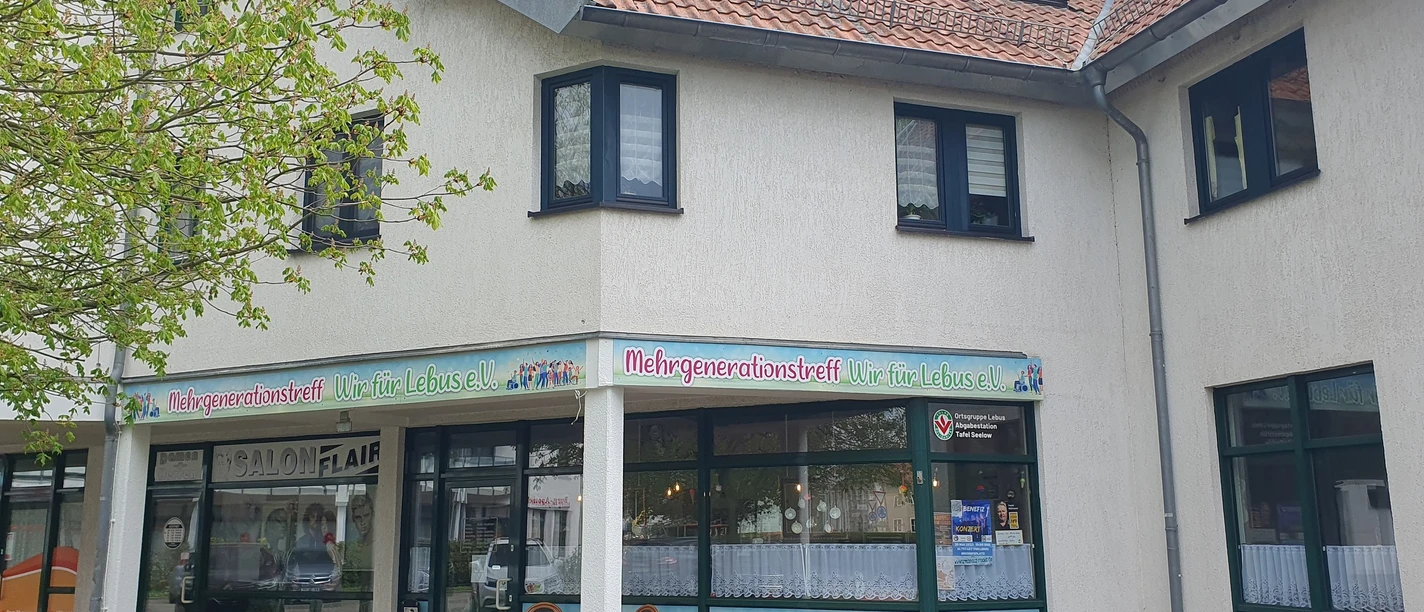 Mehrgenerationstreff Wir für Lebus e.V.
Mehrgenerationstreff Wir für Lebus e.V.
Ortsgruppe Lebus
Abgabestation
Tafel Seelow
SALON FLAIR
BENEFIZ
KONZERT